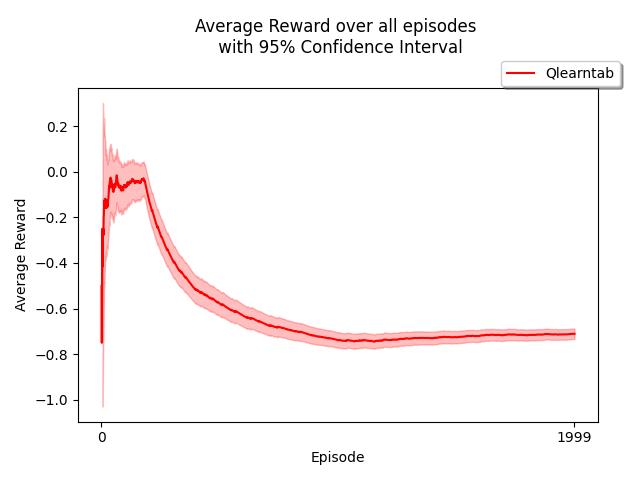 Average Reward over all episodes
with 95% Confidence Interval
Qlearntab
0.2
0.0
−0.2
−0.4
−0.6
−0.8
−1.0
Average Reward
0
1999
Episode